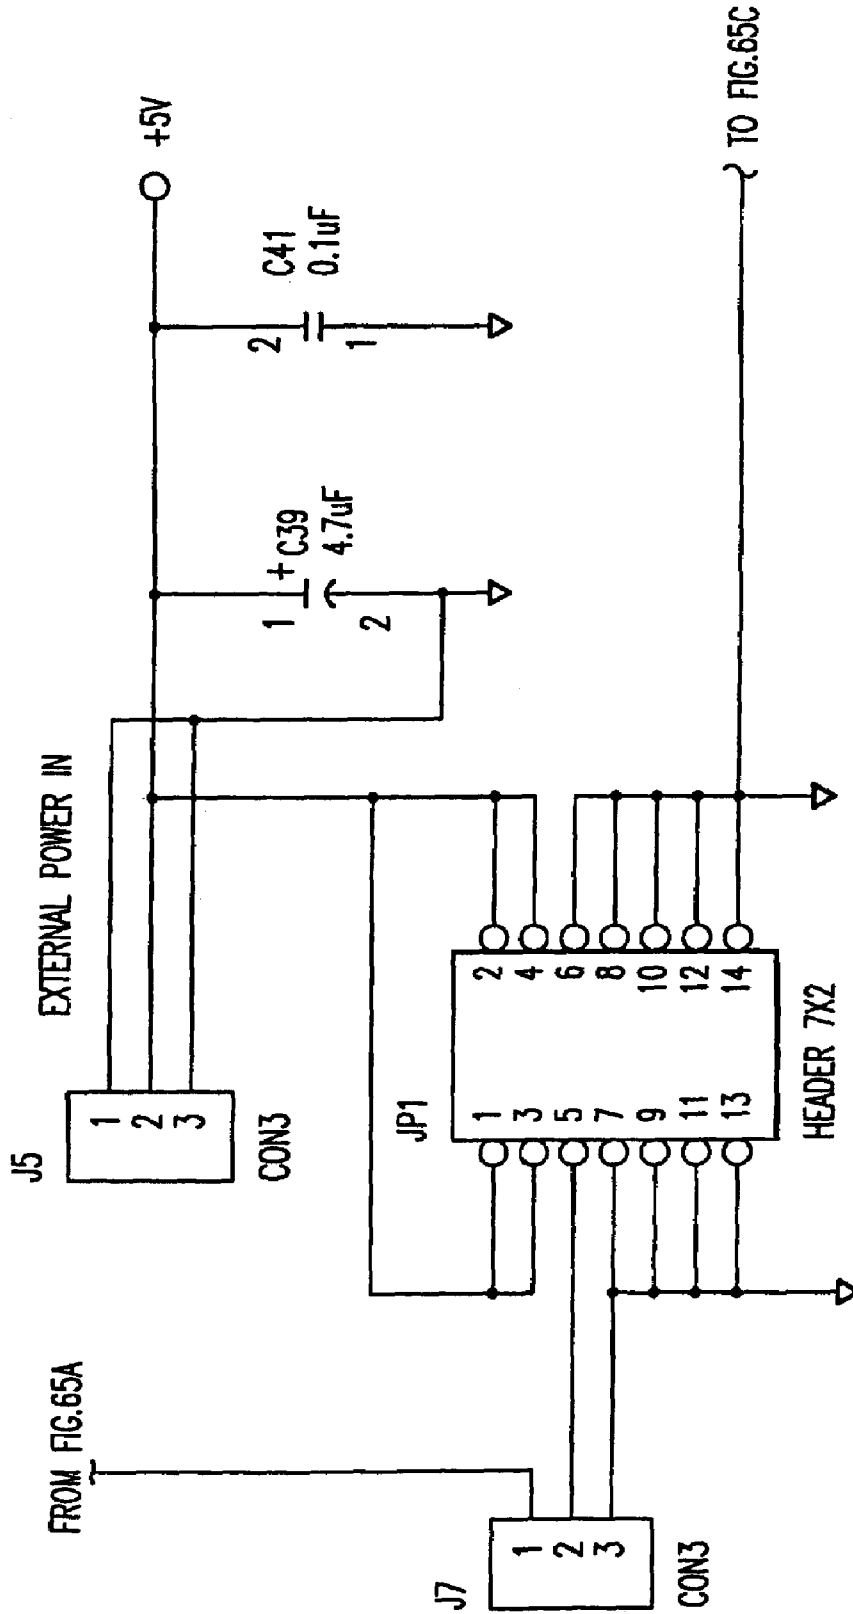 FROM FIG.65A
J7
1
2
3
CON3
J5
EXTERNAL POWER IN
1
2
3
CON3
JP1
1
3
5
7
9
11
13
2
4
6
8
10
12
14
HEADER 7X2
+5V
1
+
C39
4.7uF
2
2
C41
0.1uF
1
TO FIG.65C